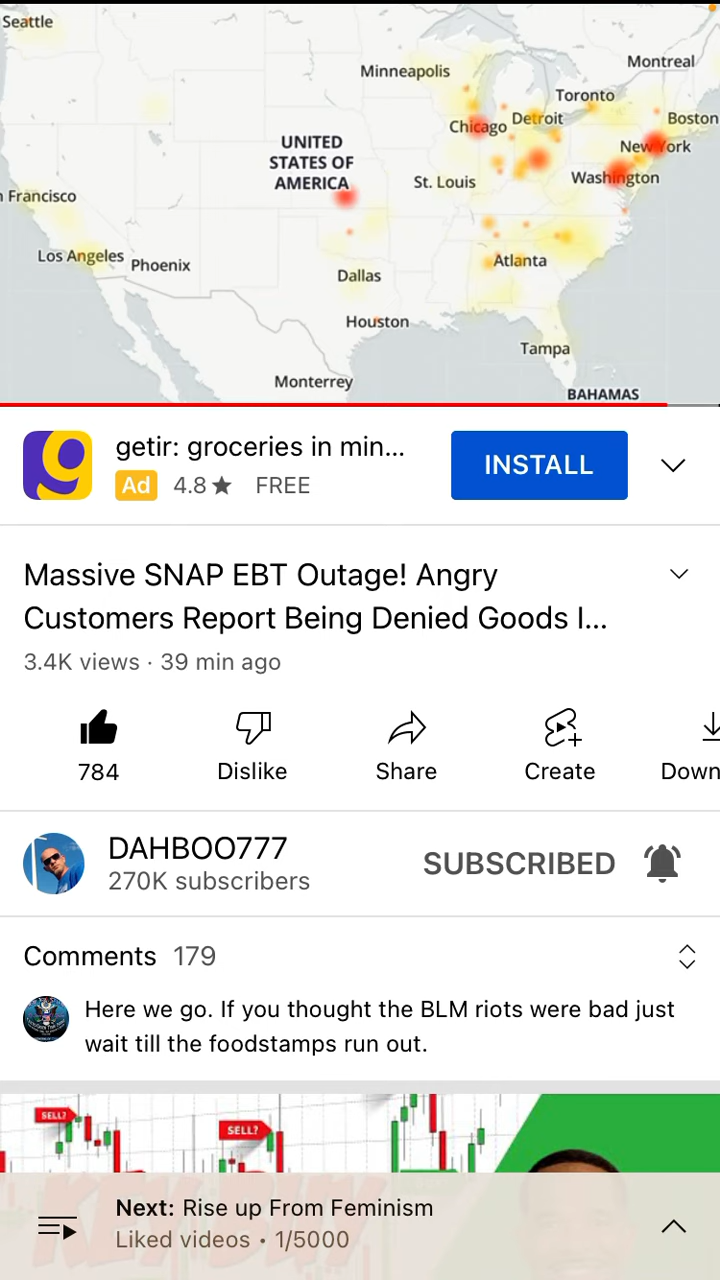 Seattle
Minneapolis
Montreal
Toronto
Chicago
Detroit
Boston
New York
UNITED
STATES OF
AMERICA
St. Louis
Washington
n Francisco
Los Angeles
Phoenix
Atlanta
Dallas
Houston
Tampa
Monterrey
BAHAMAS
getir: groceries in min...
INSTALL
Ad 4.8★ FREE
Massive SNAP EBT Outage! Angry
Customers Report Being Denied Goods I...
3.4K views · 39 min ago
784 Dislike Share Create Down
DAHBOO777
270K subscribers
SUBSCRIBED
Comments 179
Here we go. If you thought the BLM riots were bad just
wait till the foodstamps run out.
SELL?
SELL?
KEY BUY
Next: Rise up From Feminism
Liked videos • 1/5000